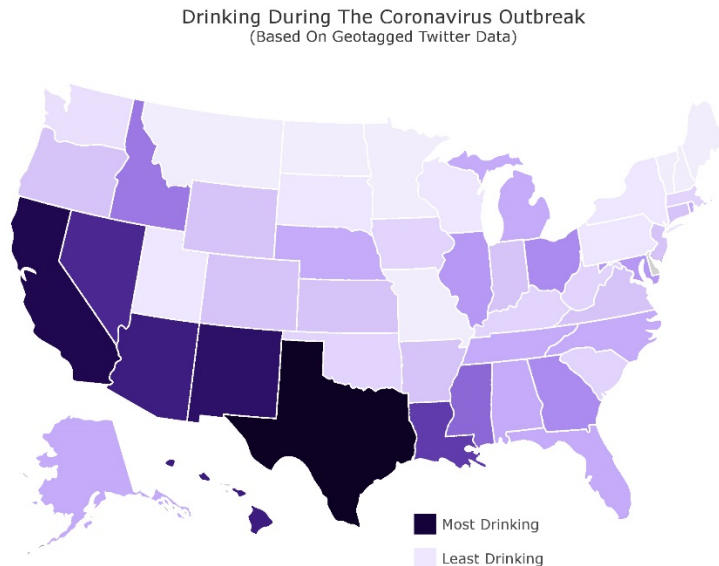 Drinking During The Coronavirus Outbreak
(Based On Geotagged Twitter Data)
Most Drinking
Least Drinking